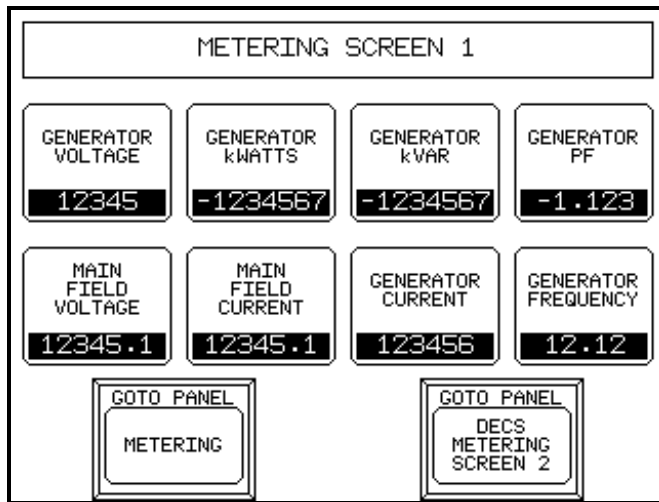 METERING SCREEN 1
GENERATOR
VOLTAGE
12345
GENERATOR
kWATTS
-1234567
GENERATOR
kVAR
-1234567
GENERATOR
PF
-1.123
MAIN
FIELD
VOLTAGE
12345.1
MAIN
FIELD
CURRENT
12345.1
GENERATOR
CURRENT
123456
GENERATOR
FREQUENCY
12.12
GOTO PANEL
METERING
GOTO PANEL
DECS
METERING
SCREEN 2